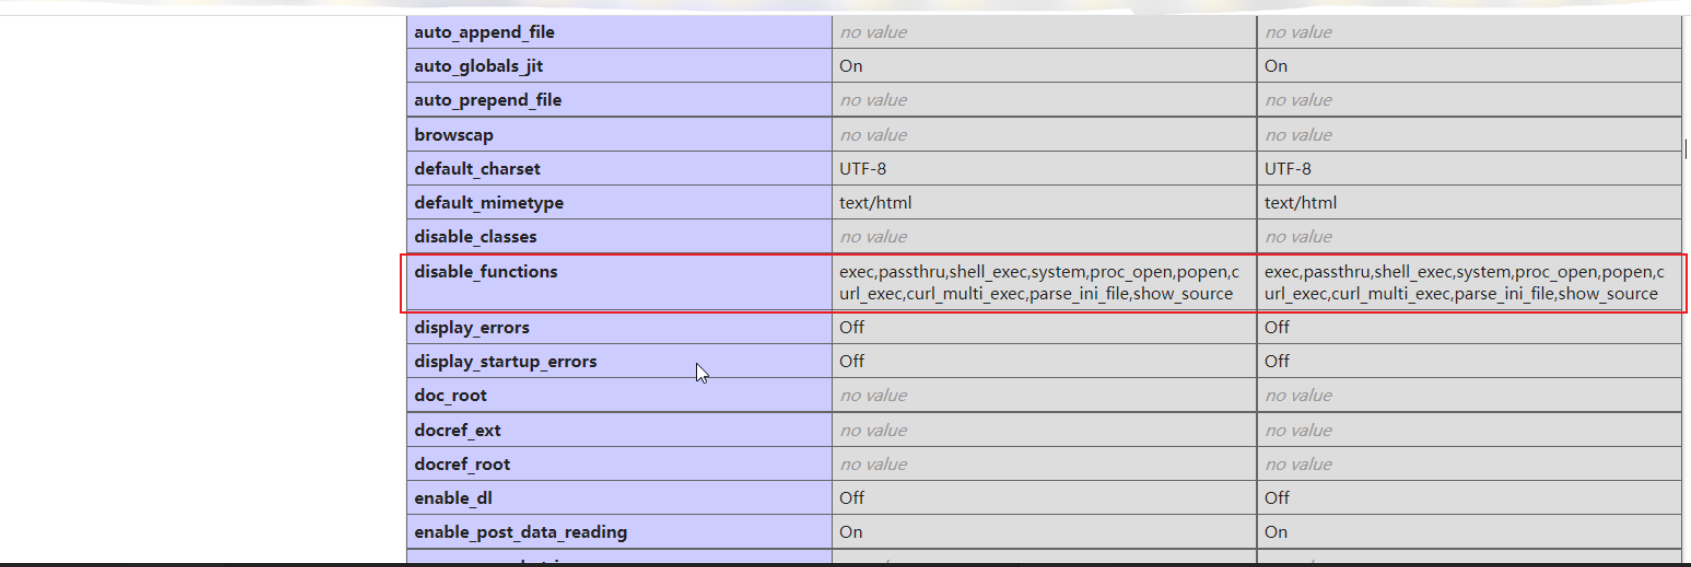 auto_append_file no value no value
auto_globals_jit On On
auto_prepend_file no value no value
browscap no value no value
default_charset UTF-8 UTF-8
default_mimetype text/html text/html
disable_classes no value no value
disable_functions exec,passthru,shell_exec,system,proc_open,popen,c exec,passthru,shell_exec,system,proc_open,popen,c
url_exec,curl_multi_exec,parse_ini_file,show_source url_exec,curl_multi_exec,parse_ini_file,show_source
display_errors Off Off
display_startup_errors Off Off
doc_root no value no value
docref_ext no value no value
docref_root no value no value
enable_dl Off Off
enable_post_data_reading On On